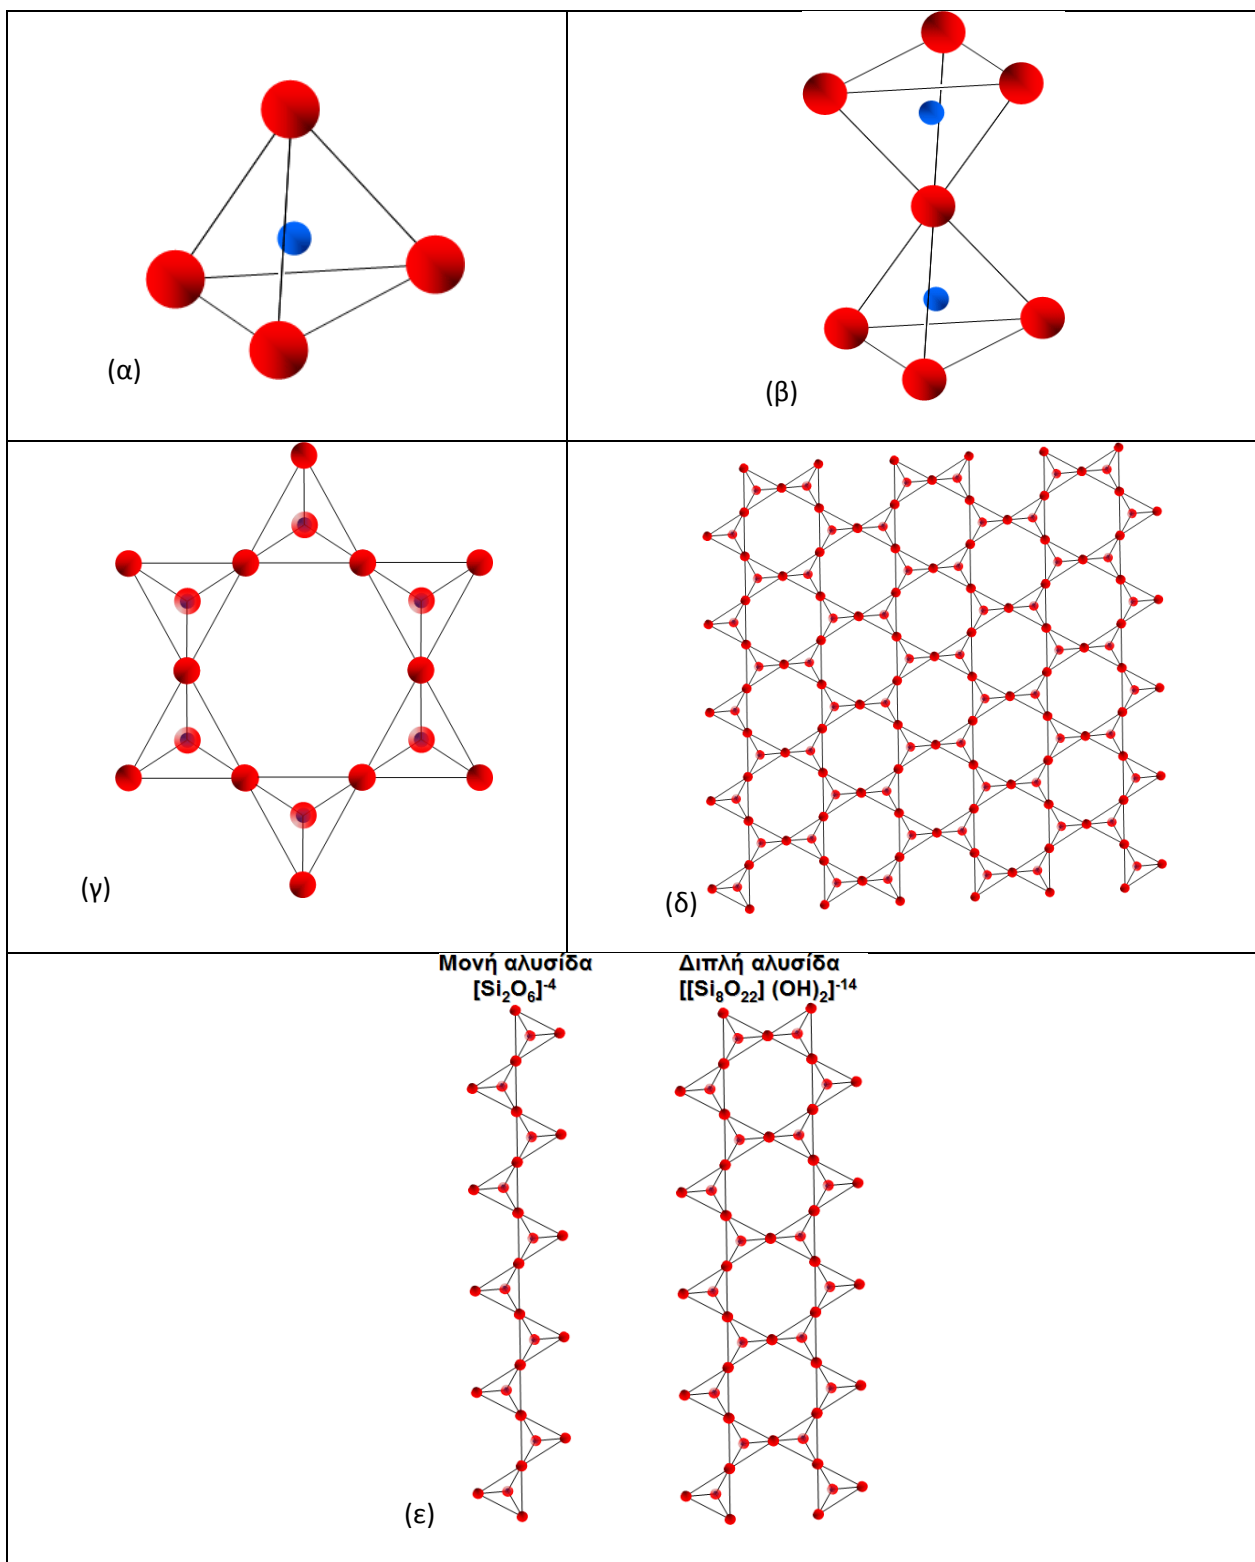 (α)
(β)
(γ)
(δ)
Μονή αλυσίδα
[Si₂O₆]⁻⁴
Διπλή αλυσίδα
[[Si₈O₂₂] (OH)₂]⁻¹⁴
(ε)